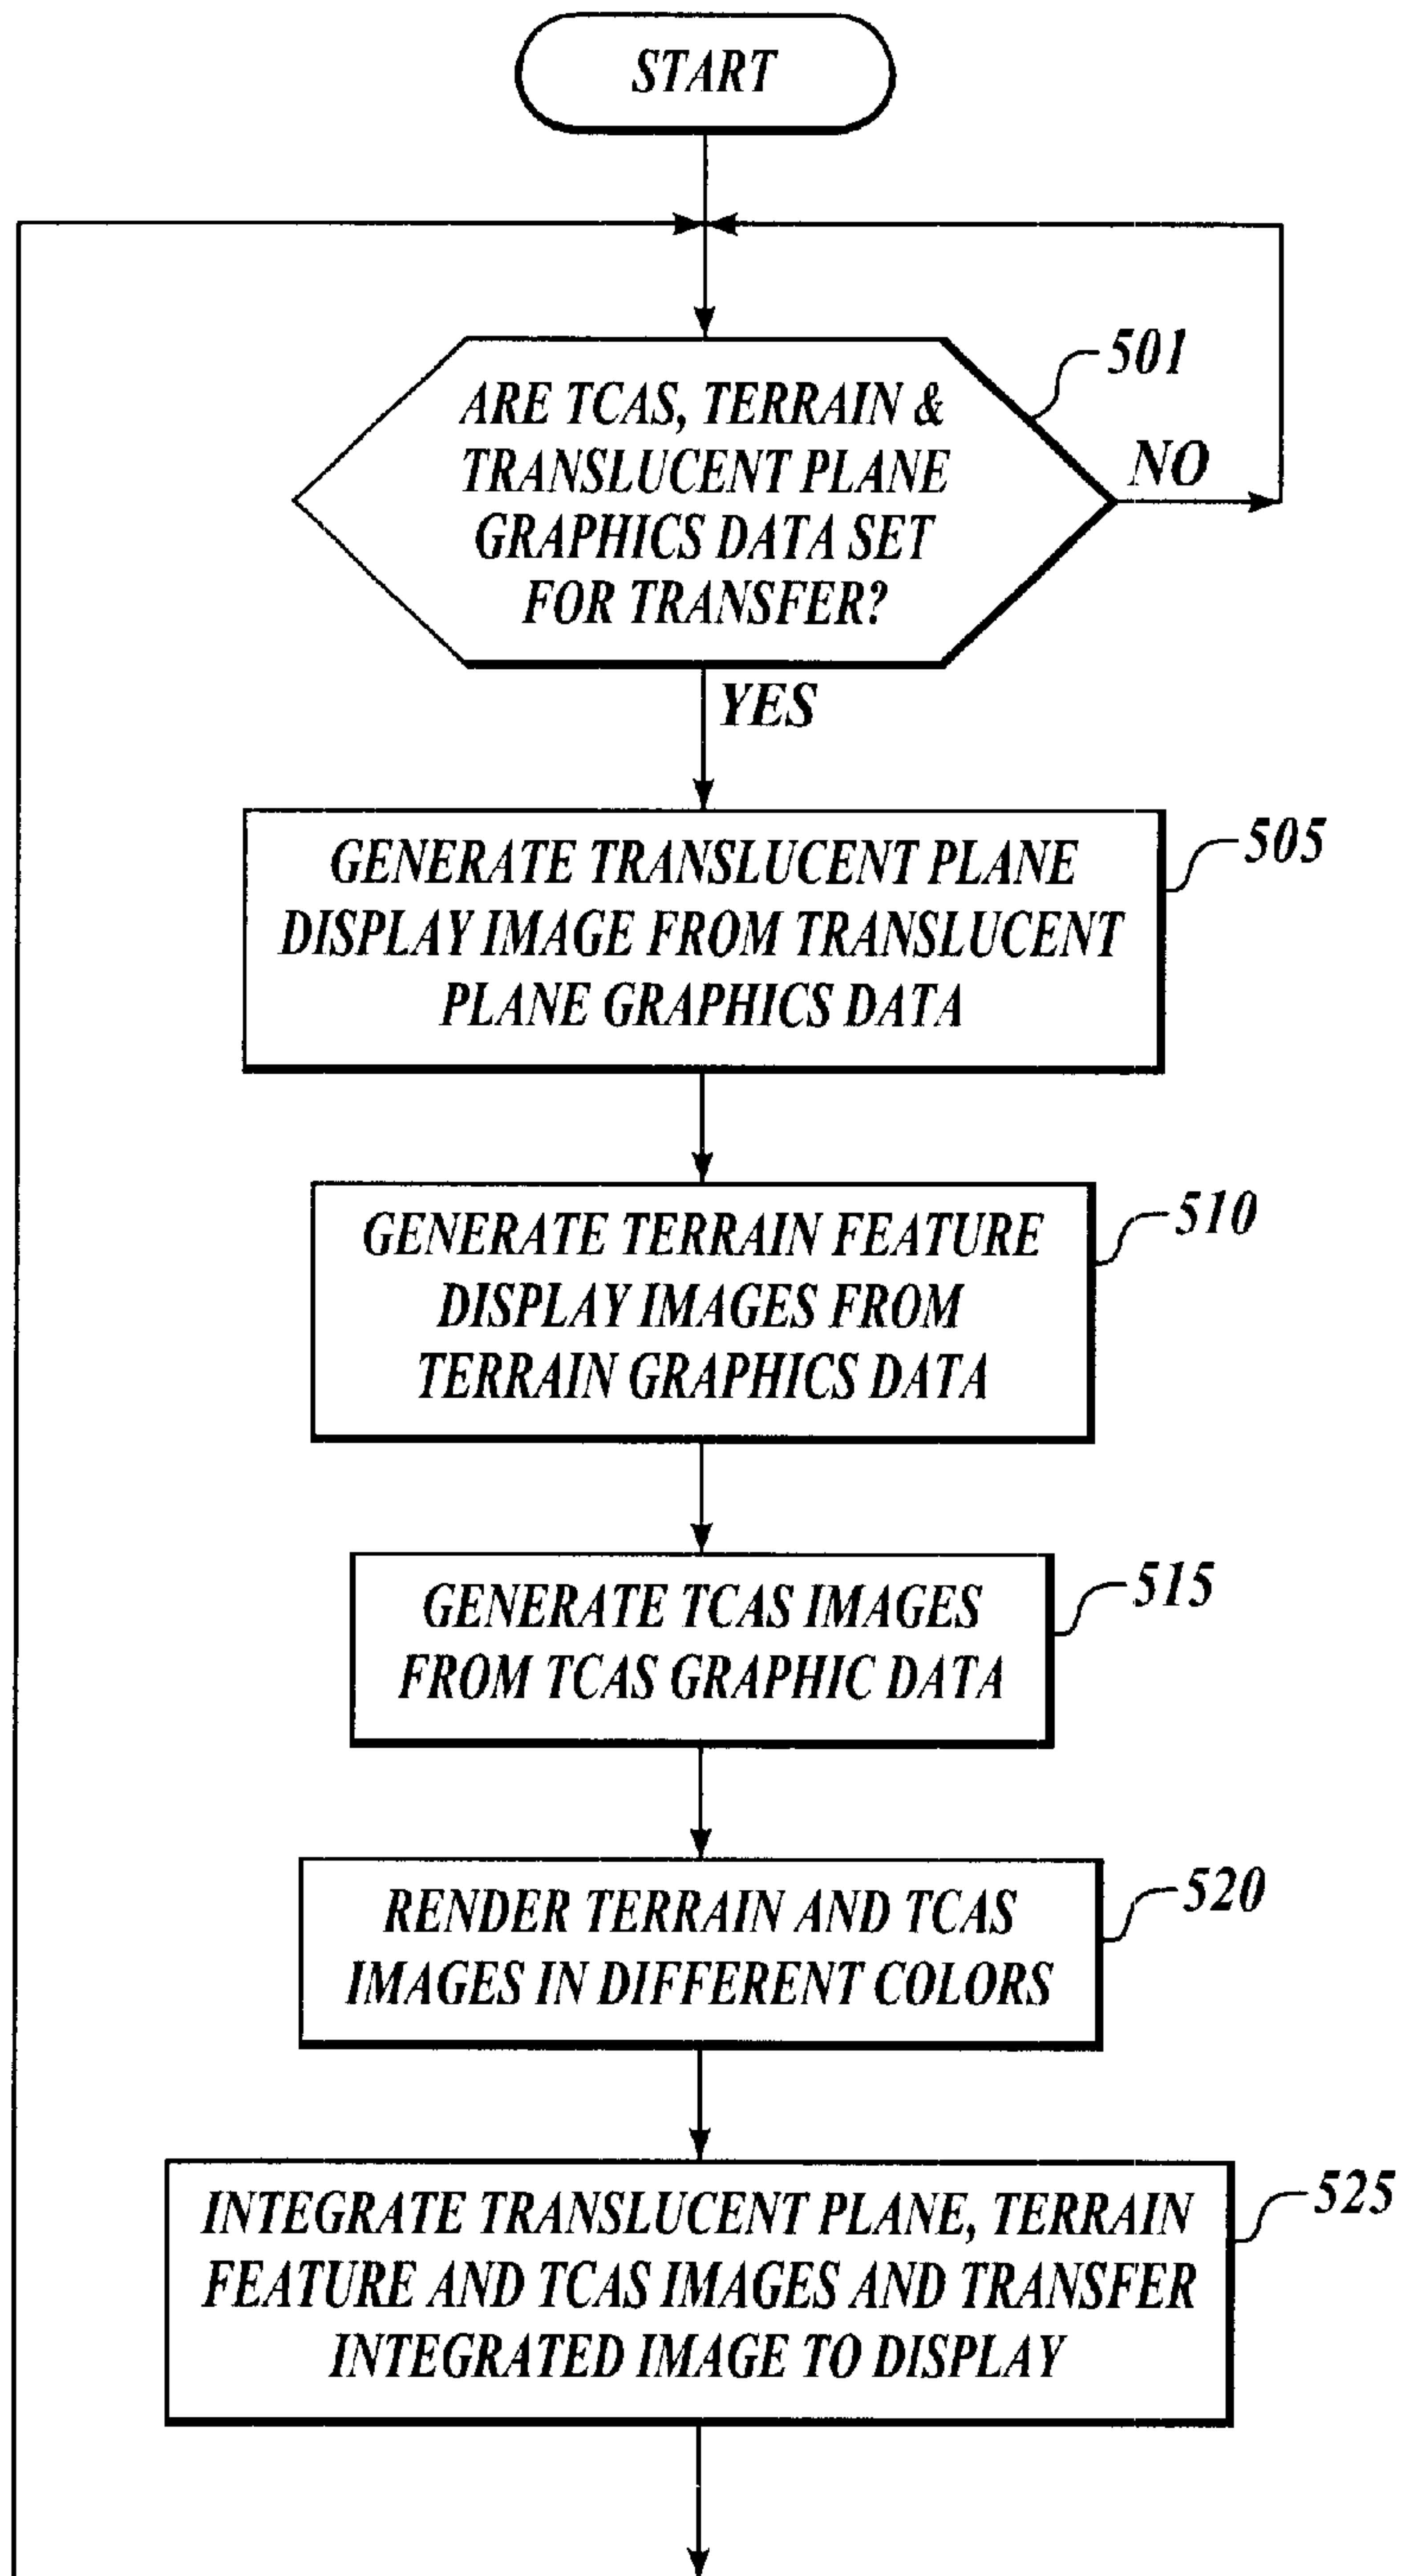 START
501
ARE TCAS, TERRAIN &
TRANSLUCENT PLANE
GRAPHICS DATA SET
FOR TRANSFER?
NO
YES
505
GENERATE TRANSLUCENT PLANE
DISPLAY IMAGE FROM TRANSLUCENT
PLANE GRAPHICS DATA
510
GENERATE TERRAIN FEATURE
DISPLAY IMAGES FROM
TERRAIN GRAPHICS DATA
515
GENERATE TCAS IMAGES
FROM TCAS GRAPHIC DATA
520
RENDER TERRAIN AND TCAS
IMAGES IN DIFFERENT COLORS
525
INTEGRATE TRANSLUCENT PLANE, TERRAIN
FEATURE AND TCAS IMAGES AND TRANSFER
INTEGRATED IMAGE TO DISPLAY